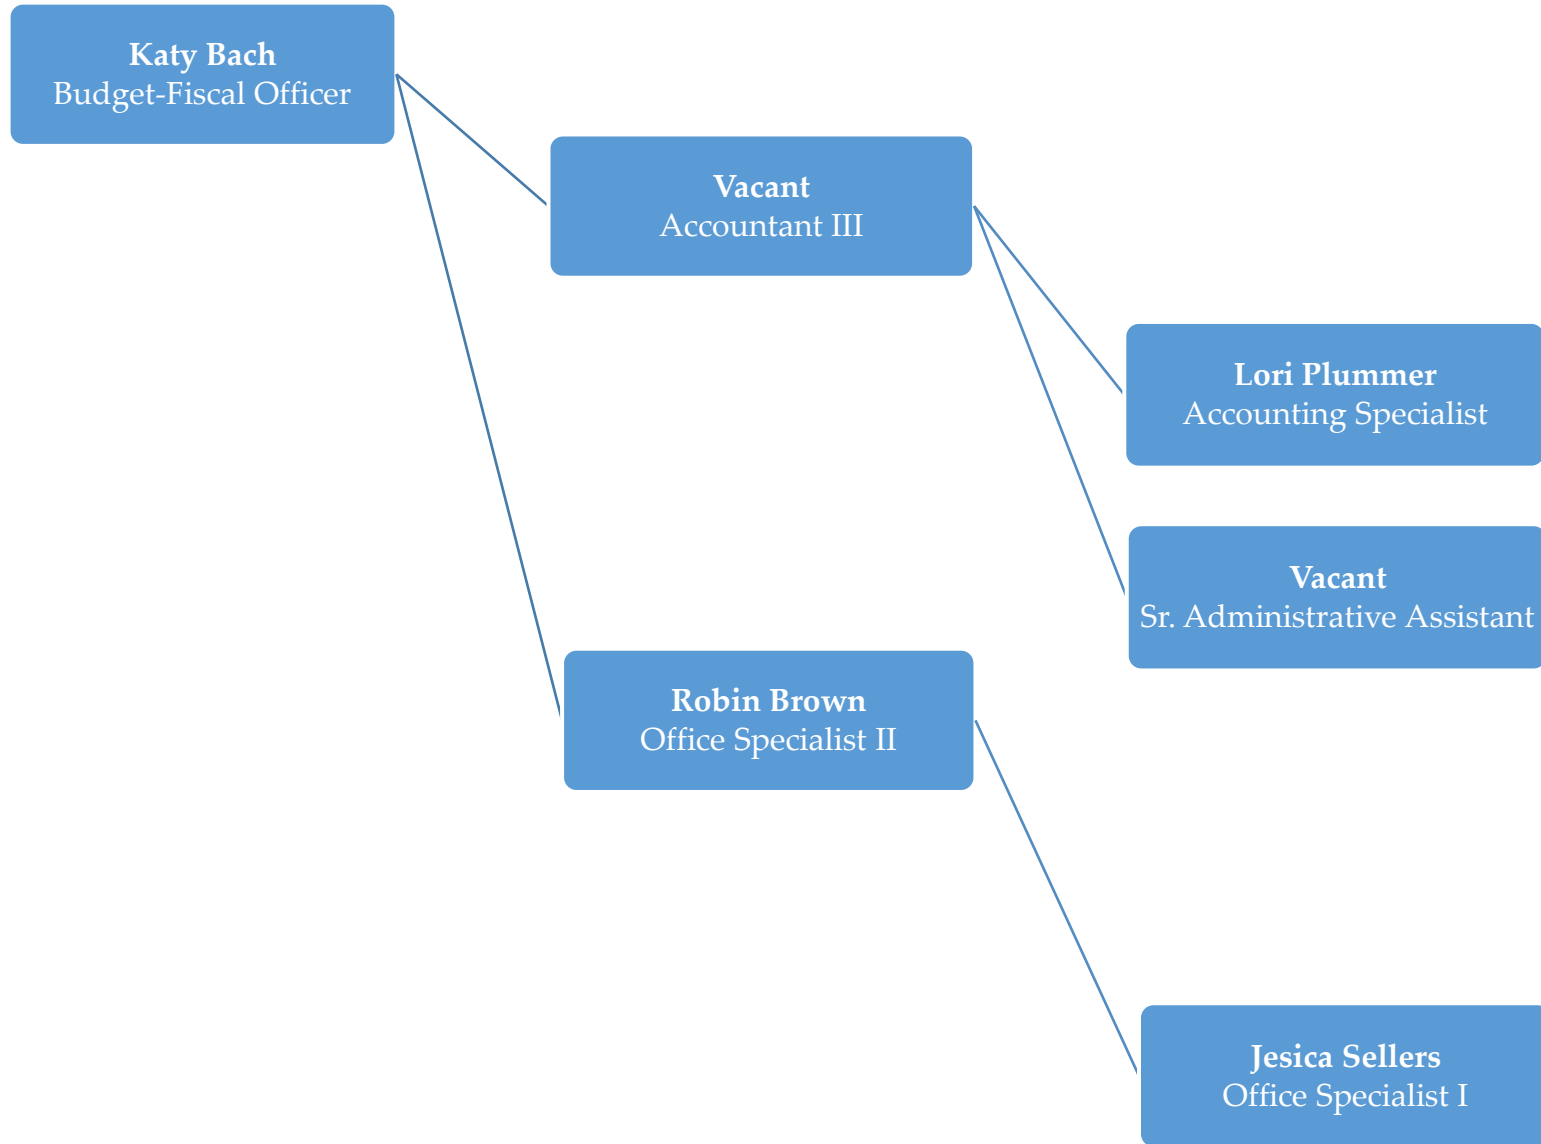 Katy Bach
Budget-Fiscal Officer
Vacant
Accountant III
Lori Plummer
Accounting Specialist
Vacant
Sr. Administrative Assistant
Robin Brown
Office Specialist II
Jesica Sellers
Office Specialist I